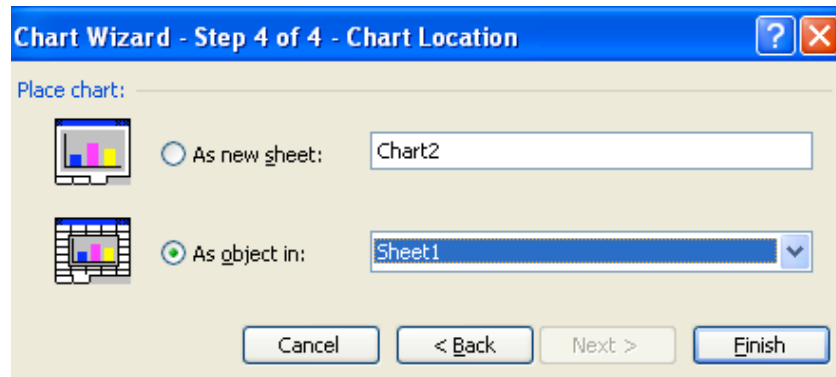 Chart Wizard - Step 4 of 4 - Chart Location
Place chart:
As new sheet: Chart2
As object in: Sheet1
Cancel < Back Next > Finish